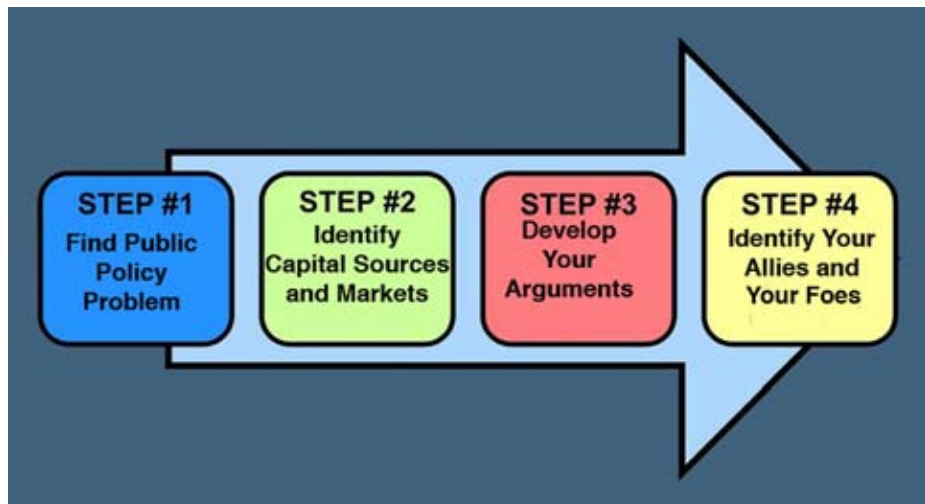 STEP #1
Find Public
Policy
Problem
STEP #2
Identify
Capital Sources
and Markets
STEP #3
Develop
Your
Arguments
STEP #4
Identify Your
Allies and
Your Foes